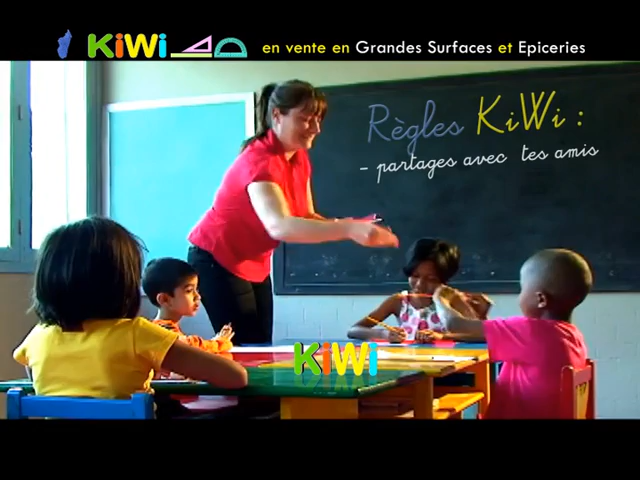 KiWi en vente en Grandes Surfaces et Epiceries
Règles KiWi :
- partages avec tes amis
KiWi